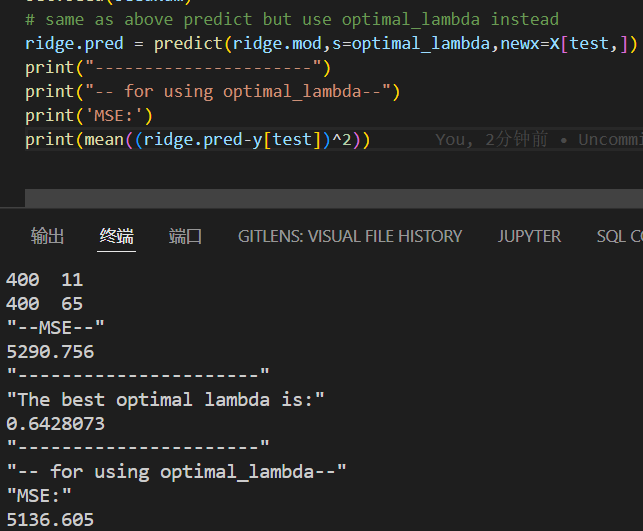 # same as above predict but use optimal_lambda instead
ridge.pred = predict(ridge.mod,s=optimal_lambda,newx=X[test,])
print("----------------------")
print("-- for using optimal_lambda--")
print('MSE:')
print(mean((ridge.pred-y[test])^2)) You, 2分钟前 • Uncommi
输出 终端 端口 GITLENS: VISUAL FILE HISTORY JUPYTER SQL CO
400 11
400 65
"--MSE--"
5290.756
"----------------------"
"The best optimal lambda is:"
0.6428073
"----------------------"
"-- for using optimal_lambda--"
"MSE:"
5136.605